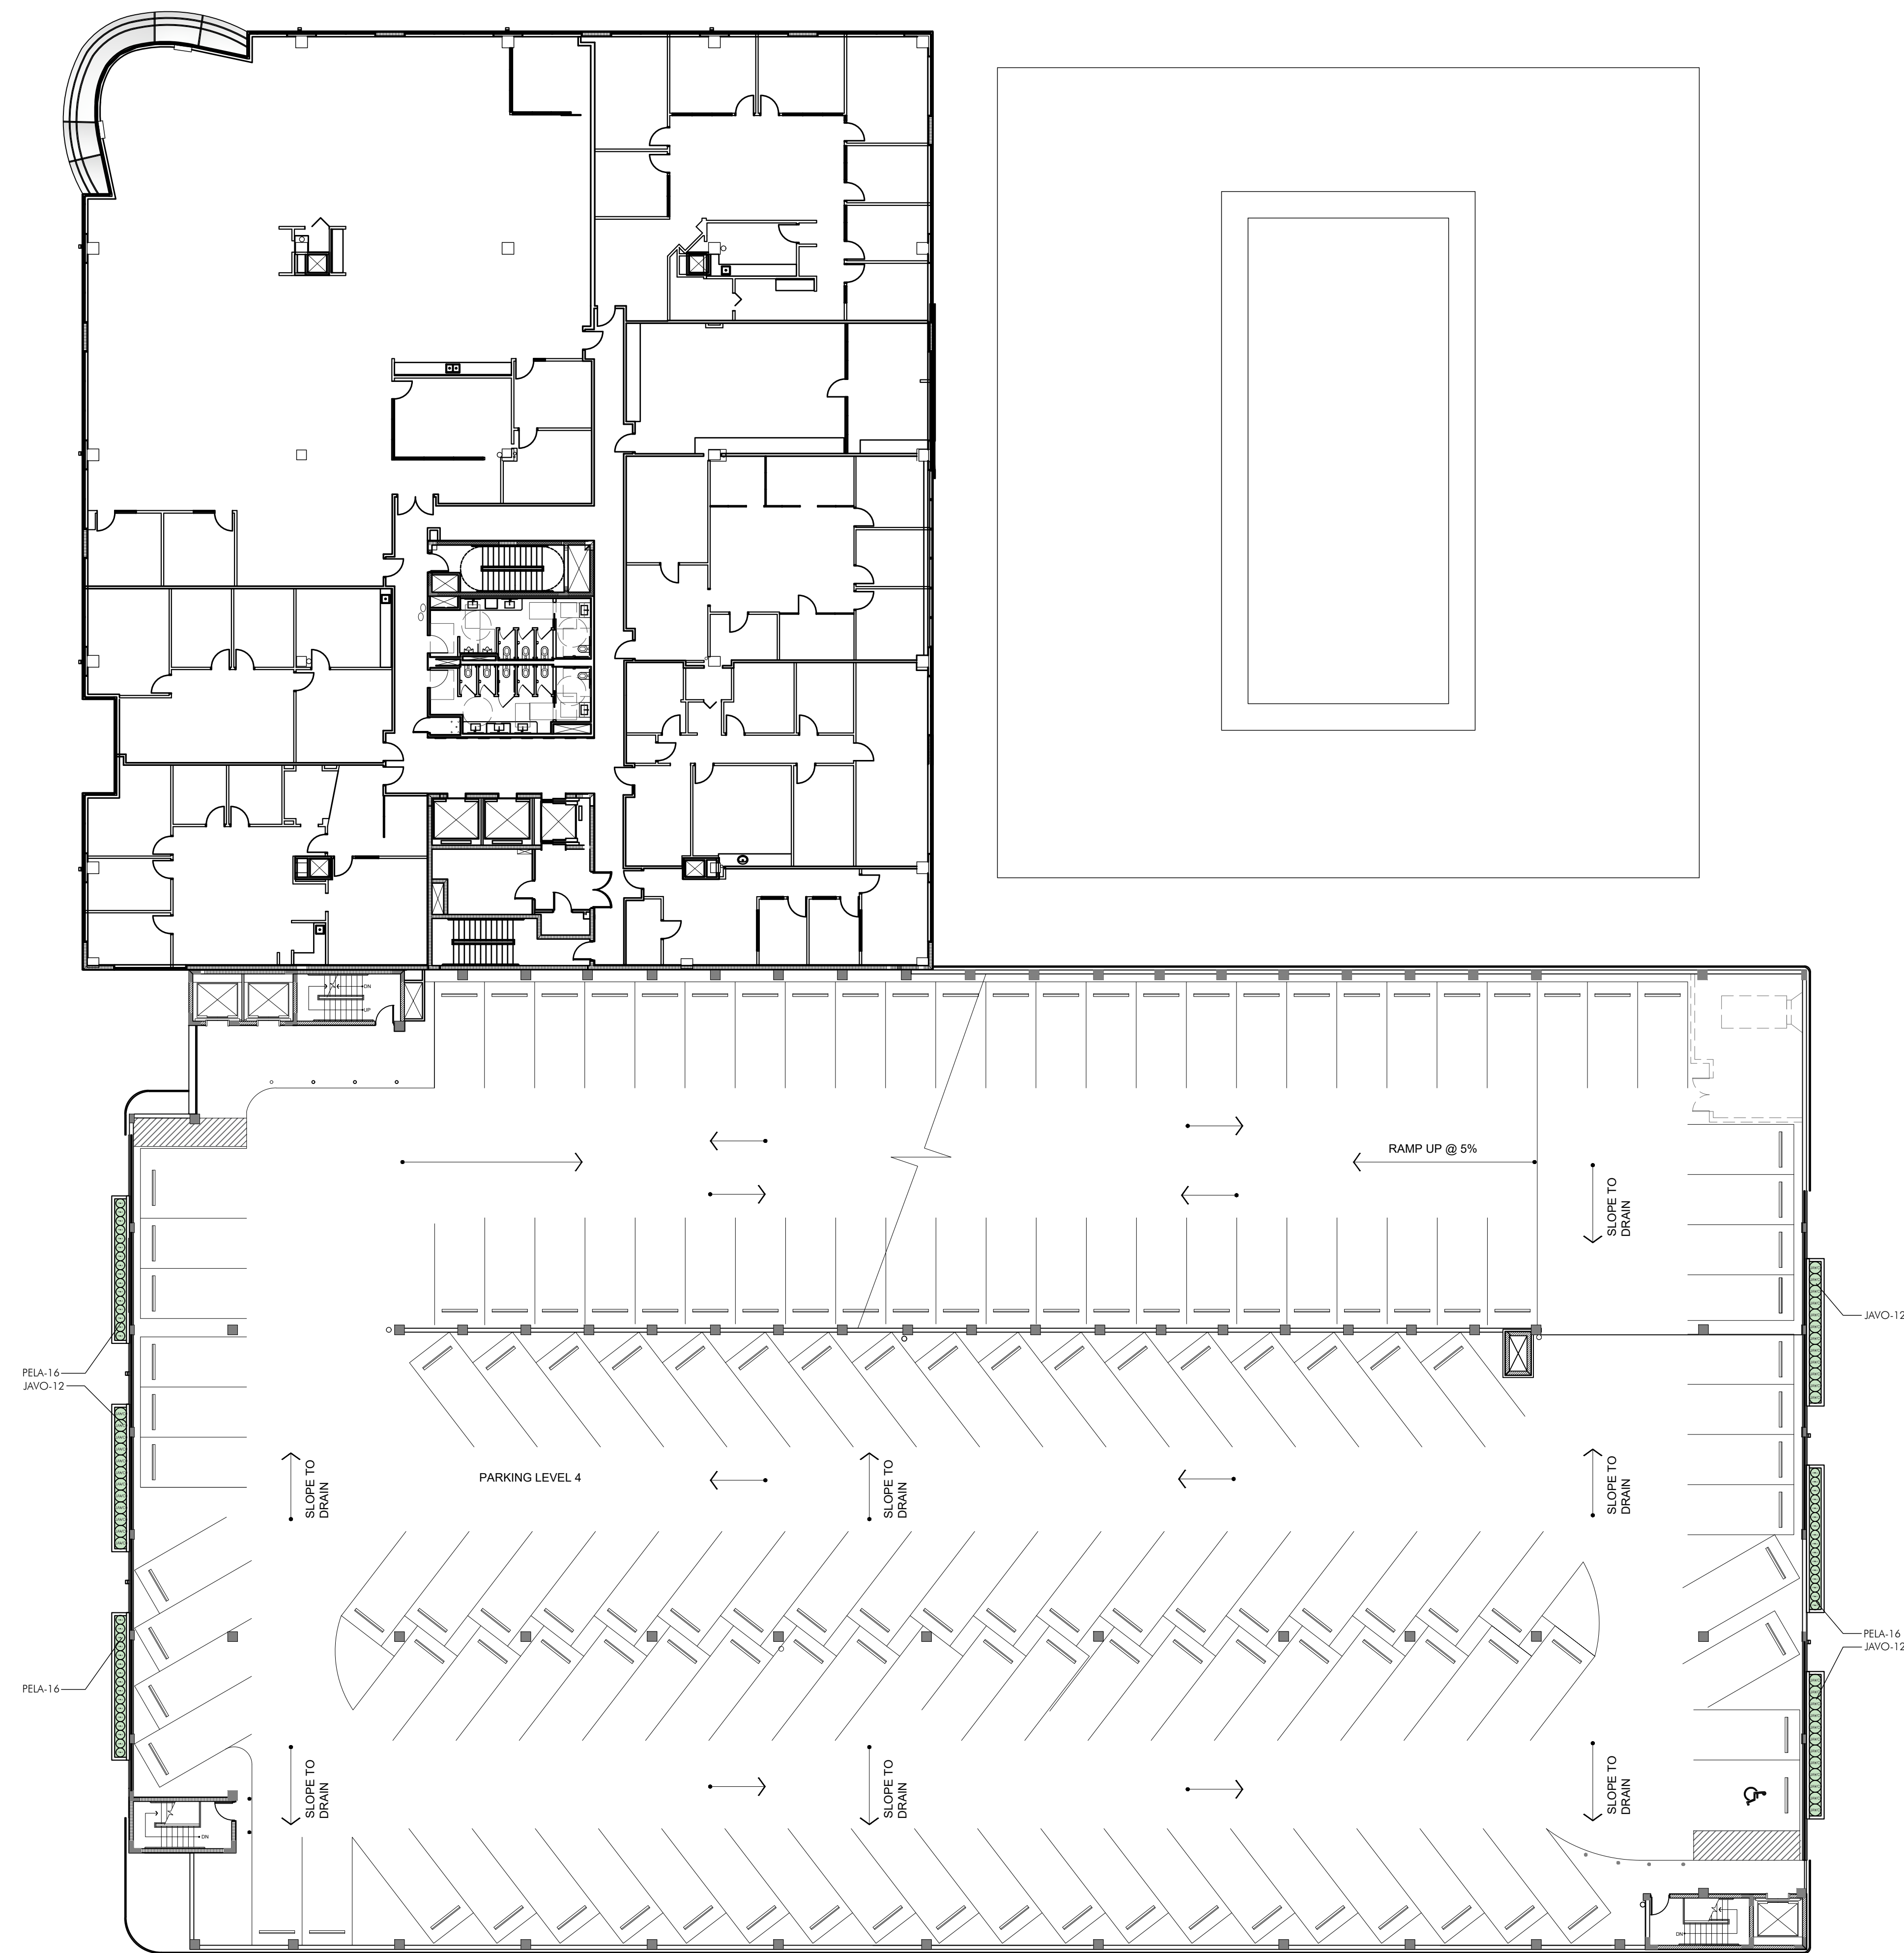 DN
UP
RAMP UP @ 5%
SLOPE TO
DRAIN
JAVO-12
PELA-16
JAVO-12
PARKING LEVEL 4
SLOPE TO
DRAIN
SLOPE TO
DRAIN
SLOPE TO
DRAIN
PELA-16
JAVO-12
PELA-16
SLOPE TO
DRAIN
SLOPE TO
DRAIN
SLOPE TO
DRAIN
DN
DN